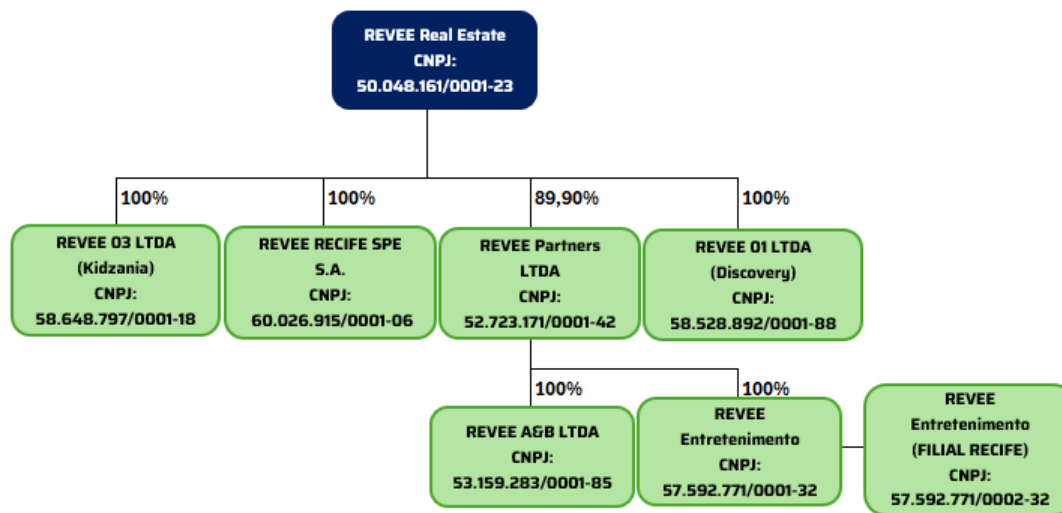 REVEE Real Estate
CNPJ:
50.048.161/0001-23
100%
100%
89,90%
100%
REVEE 03 LTDA
(Kidzania)
CNPJ:
58.648.797/0001-18
REVEE RECIFE SPE
S.A.
CNPJ:
60.026.915/0001-06
REVEE Partners
LTDA
CNPJ:
52.723.171/0001-42
REVEE 01 LTDA
(Discovery)
CNPJ:
58.528.892/0001-88
100%
100%
REVEE A&B LTDA
CNPJ:
53.159.283/0001-85
REVEE
Entretenimento
CNPJ:
57.592.771/0001-32
REVEE
Entretenimento
(FILIAL RECIFE)
CNPJ:
57.592.771/0002-32